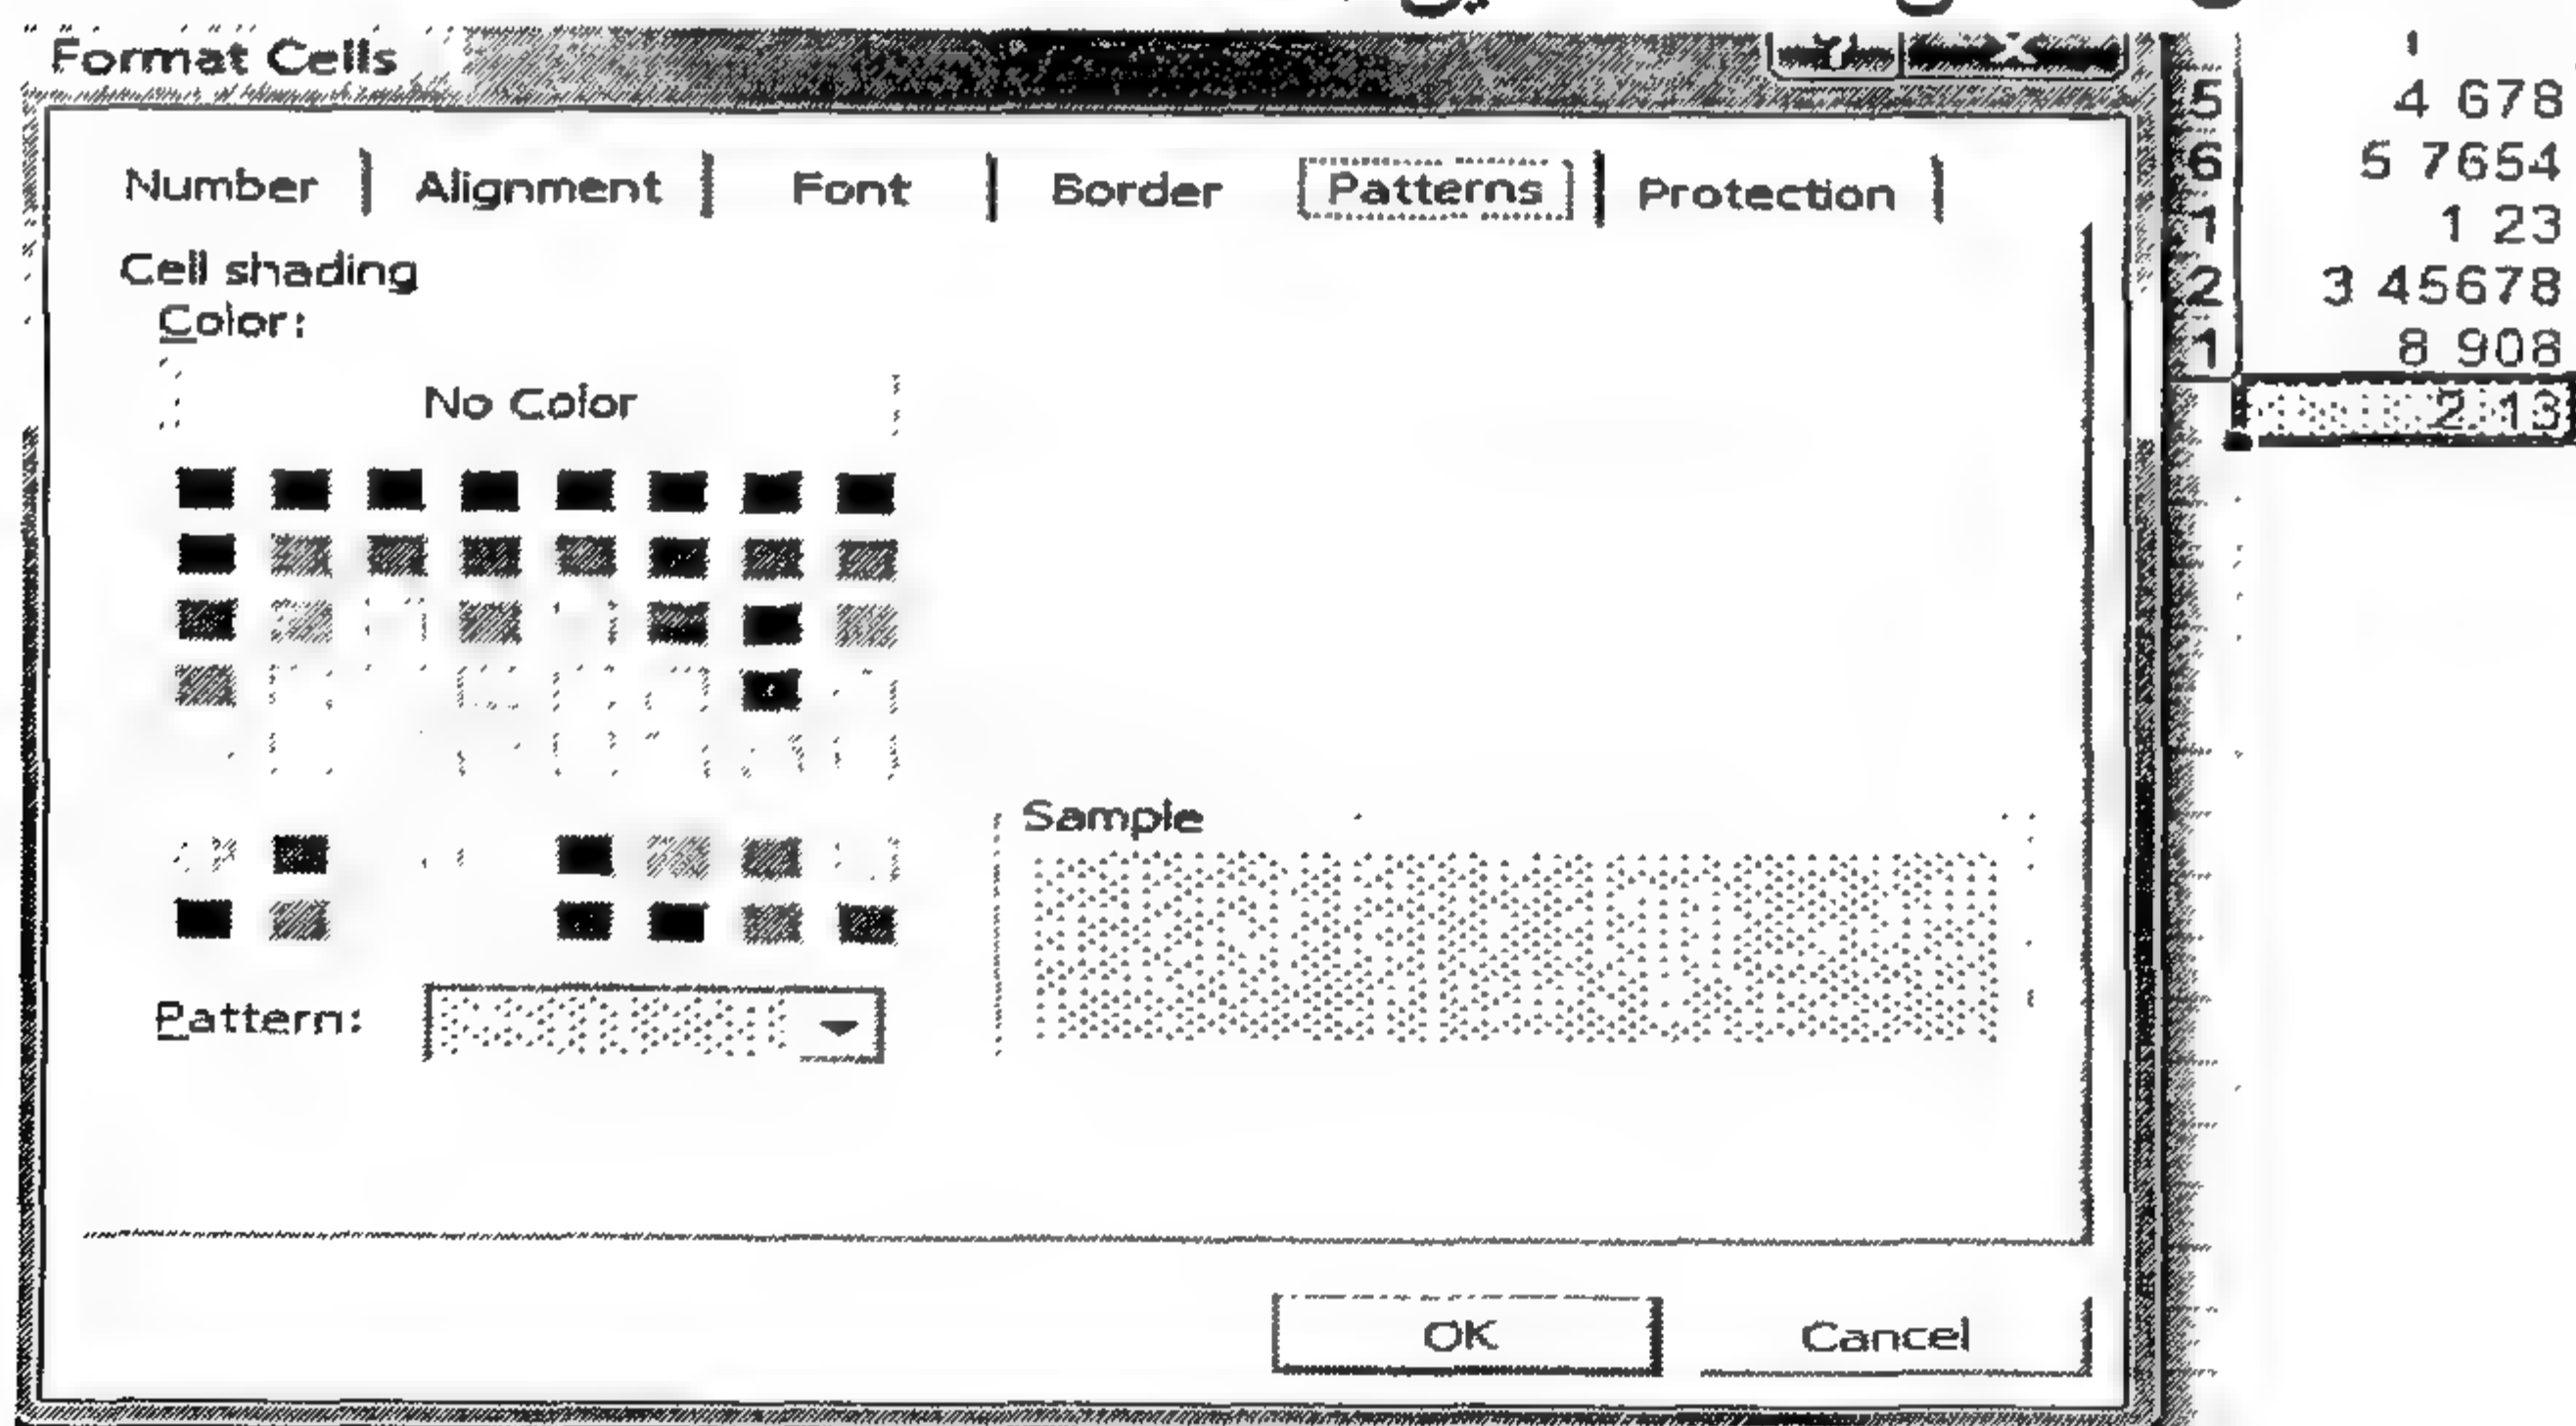 Format Cells
Number Alignment Font Border Patterns Protection
Cell shading
Color:
No Color
Sample
Pattern:
OK Cancel
5 4 678
6 5 7654
1 1 23
2 3 45678
1 8 908
2 13